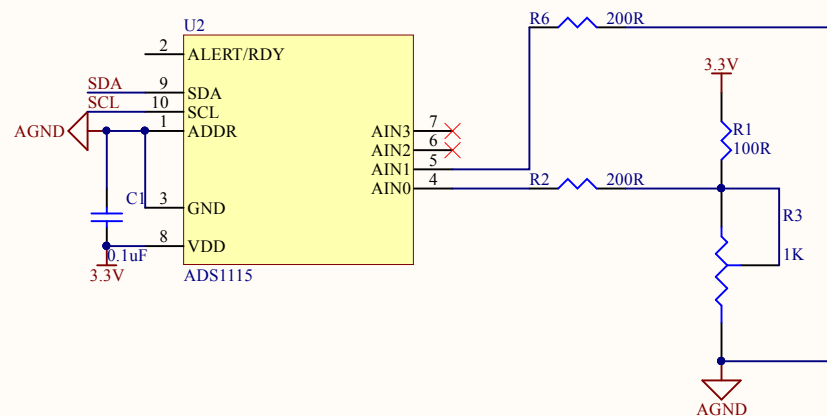 U2
R6 200R
2 ALERT/RDY
3.3V
SDA 9 SDA
SCL 10 SCL
AGND 1 ADDR
AIN3 7
R1
AIN2 6
100R
AIN1 5
AIN0 4
R2 200R
C1
3 GND
R3
8 VDD
0.1uF
1K
3.3V
ADS1115
AGND